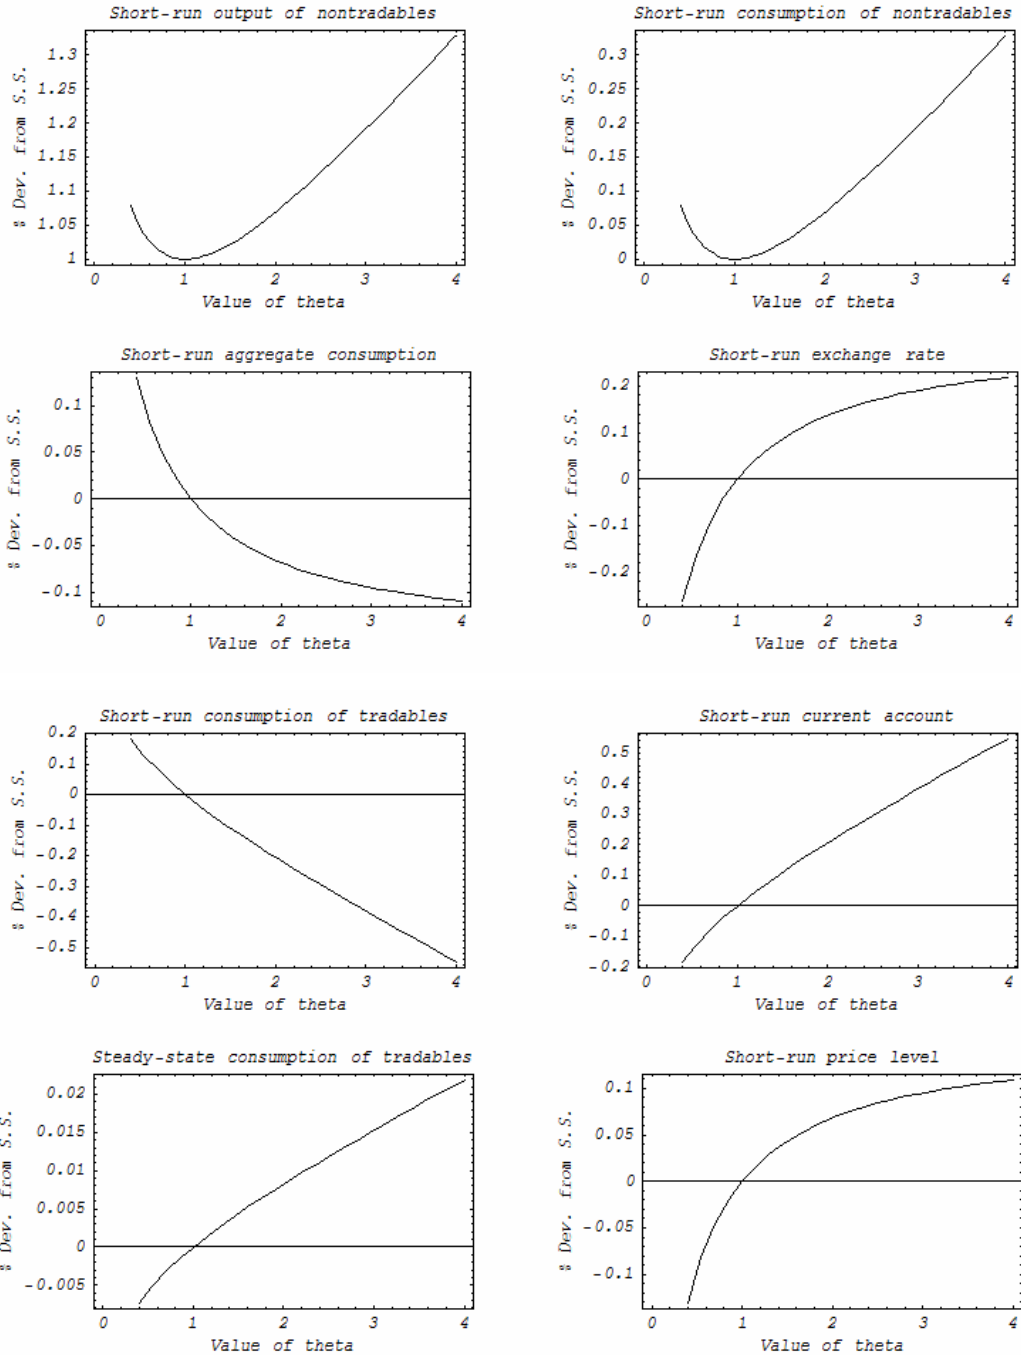 Short-run output of nontradables
% Dev. from S.S.
1.3
1.25
1.2
1.15
1.1
1.05
1
0 1 2 3 4
Value of theta
Short-run consumption of nontradables
% Dev. from S.S.
0.3
0.25
0.2
0.15
0.1
0.05
0
0 1 2 3 4
Value of theta
Short-run aggregate consumption
% Dev. from S.S.
0.1
0.05
0
-0.05
-0.1
0 1 2 3 4
Value of theta
Short-run exchange rate
% Dev. from S.S.
0.2
0.1
0
-0.1
-0.2
0 1 2 3 4
Value of theta
Short-run consumption of tradables
% Dev. from S.S.
0.2
0.1
0
-0.1
-0.2
-0.3
-0.4
-0.5
0 1 2 3 4
Value of theta
Short-run current account
% Dev. from S.S.
0.5
0.4
0.3
0.2
0.1
0
-0.1
-0.2
0 1 2 3 4
Value of theta
Steady-state consumption of tradables
% Dev. from S.S.
0.02
0.015
0.01
0.005
0
-0.005
0 1 2 3 4
Value of theta
Short-run price level
% Dev. from S.S.
0.1
0.05
0
-0.05
-0.1
0 1 2 3 4
Value of theta